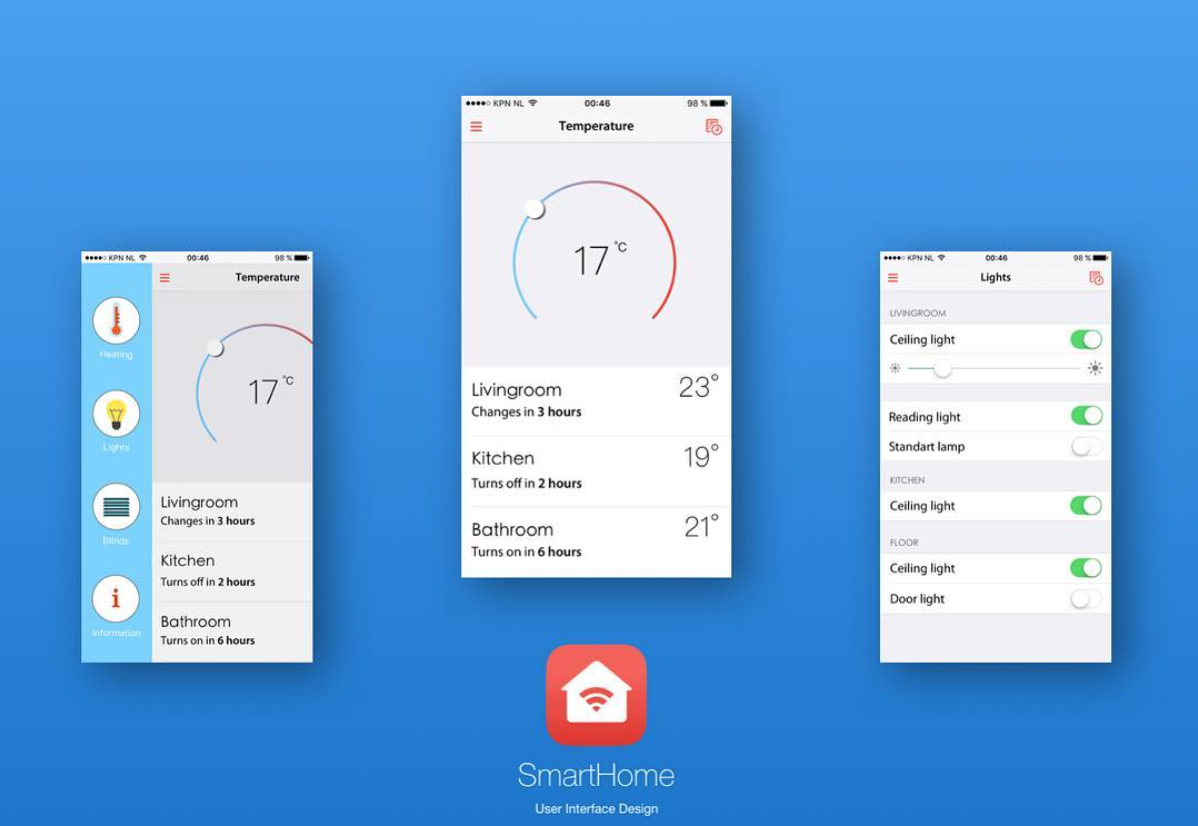 KPN NL 00:46 98 %
Temperature
Heating
Lights
Blinds
Information
17 °C
Livingroom
Changes in 3 hours
Kitchen
Turns off in 2 hours
Bathroom
Turns on in 6 hours
KPN NL 00:46 98 %
Temperature
17 °C
Livingroom 23°
Changes in 3 hours
Kitchen 19°
Turns off in 2 hours
Bathroom 21°
Turns on in 6 hours
KPN NL 00:46 98 %
Lights
LIVINGROOM
Ceiling light
Reading light
Standart lamp
KITCHEN
Ceiling light
FLOOR
Ceiling light
Door light
SmartHome
User Interface Design